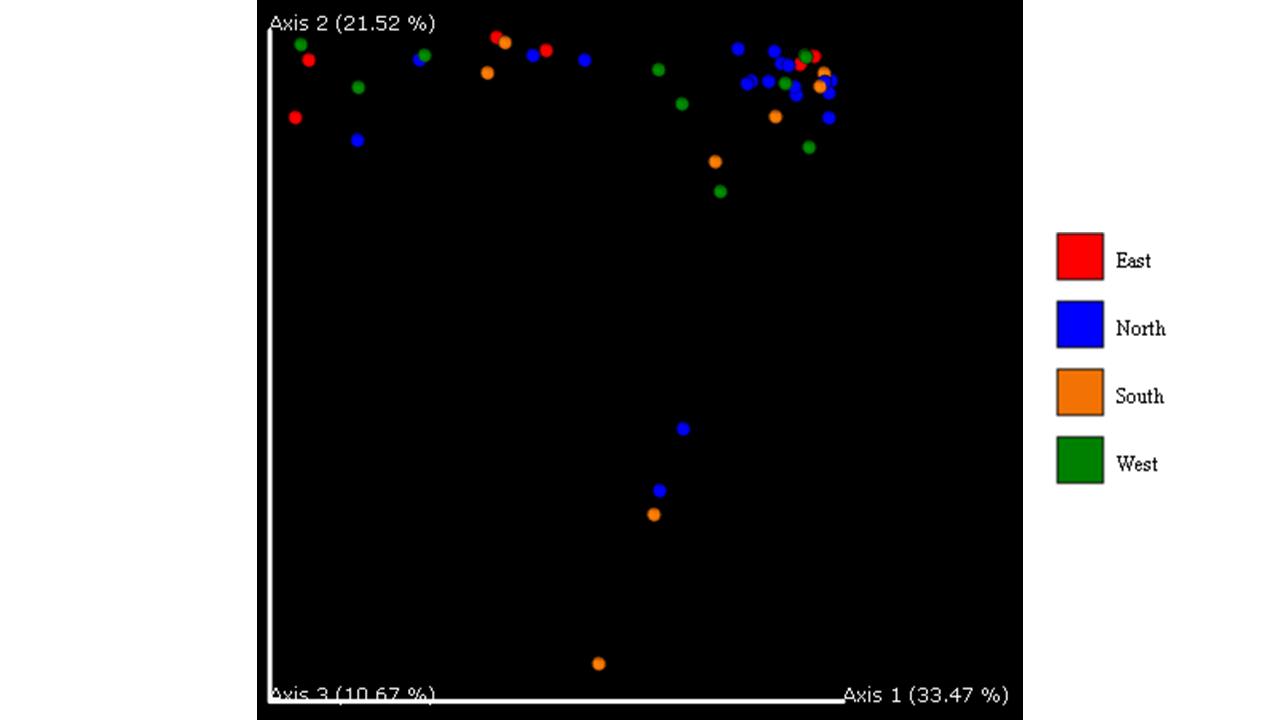 Axis 2 (21.52 %)
East
North
South
West
Axis 3 (10.67 %)
Axis 1 (33.47 %)